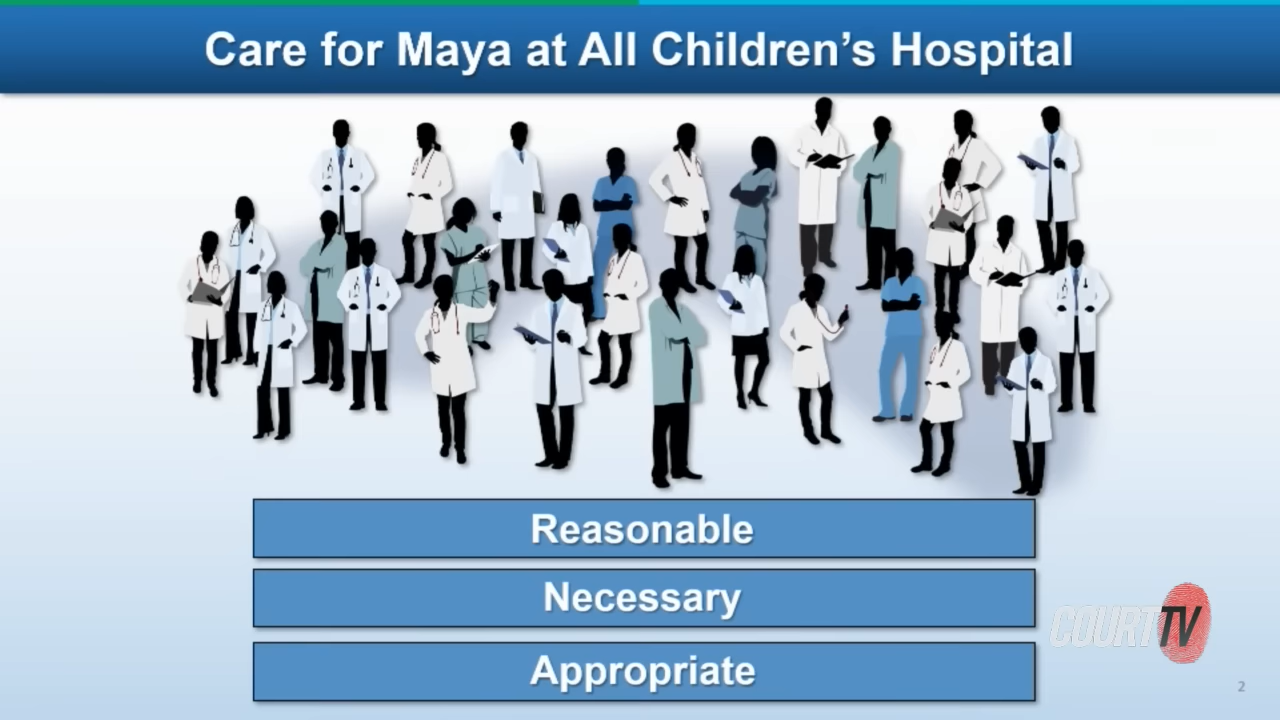 Care for Maya at All Children's Hospital
Reasonable
Necessary
COURT TV
Appropriate
2